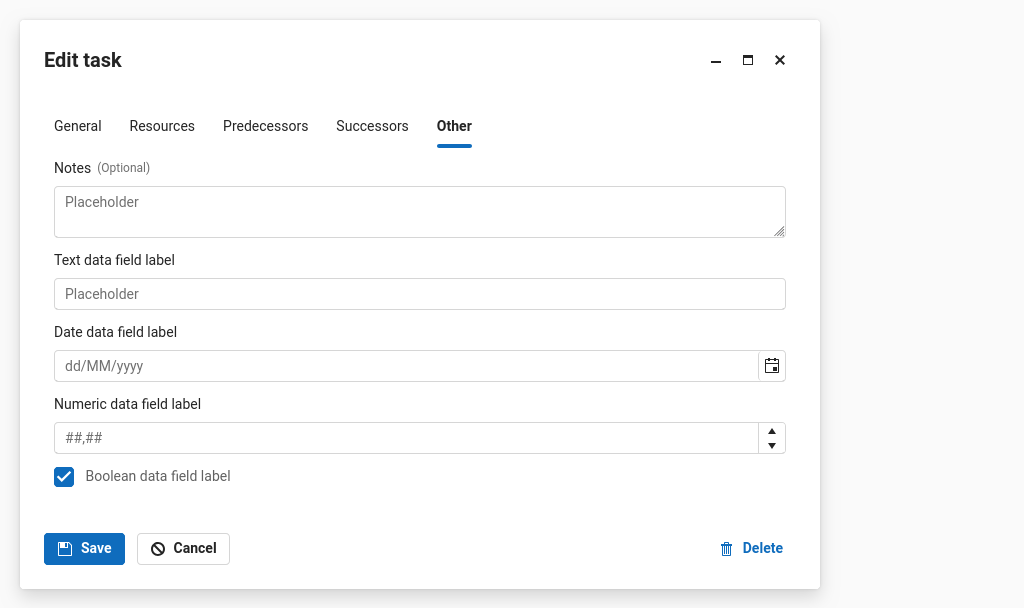 Edit task
General Resources Predecessors Successors Other
Notes (Optional)
Placeholder
Text data field label
Placeholder
Date data field label
dd/MM/yyyy
Numeric data field label
##,##
Boolean data field label
Save Cancel Delete